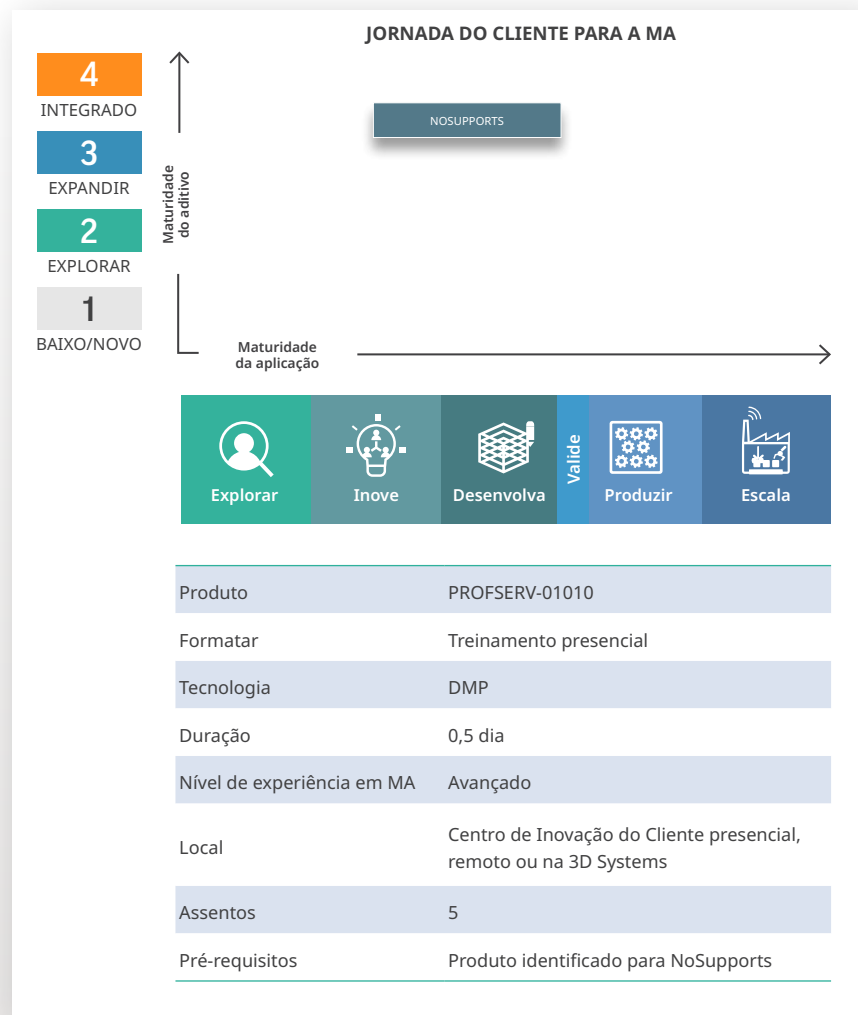 JORNADA DO CLIENTE PARA A MA
4
INTEGRADO
3
EXPANDIR
2
EXPLORAR
1
BAIXO/NOVO
Maturidade
do aditivo
NOSUPPORTS
Maturidade
da aplicação
Explorar
Inove
Desenvolva
Valide
Produzir
Escala
Produto PROFSERV-01010
Formatar Treinamento presencial
Tecnologia DMP
Duração 0,5 dia
Nível de experiência em MA Avançado
Local Centro de Inovação do Cliente presencial,
remoto ou na 3D Systems
Assentos 5
Pré-requisitos Produto identificado para NoSupports